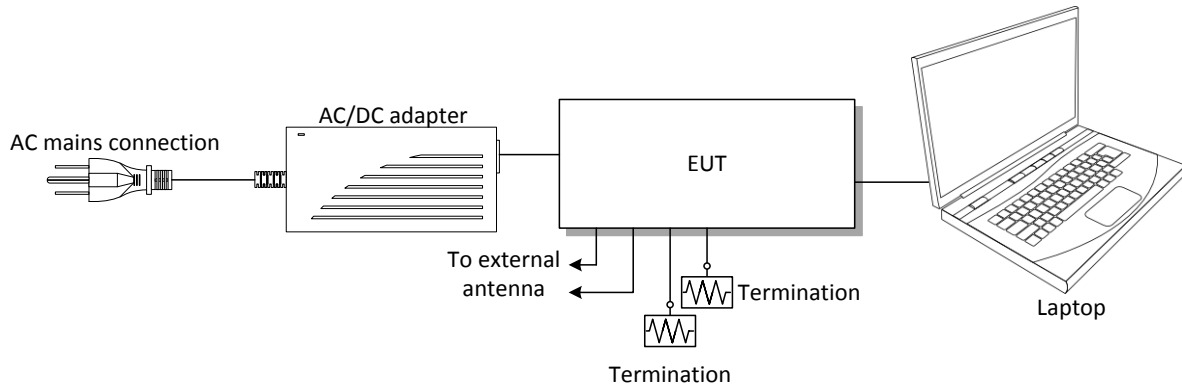 AC mains connection
AC/DC adapter
EUT
To external
antenna
Termination
Termination
Laptop